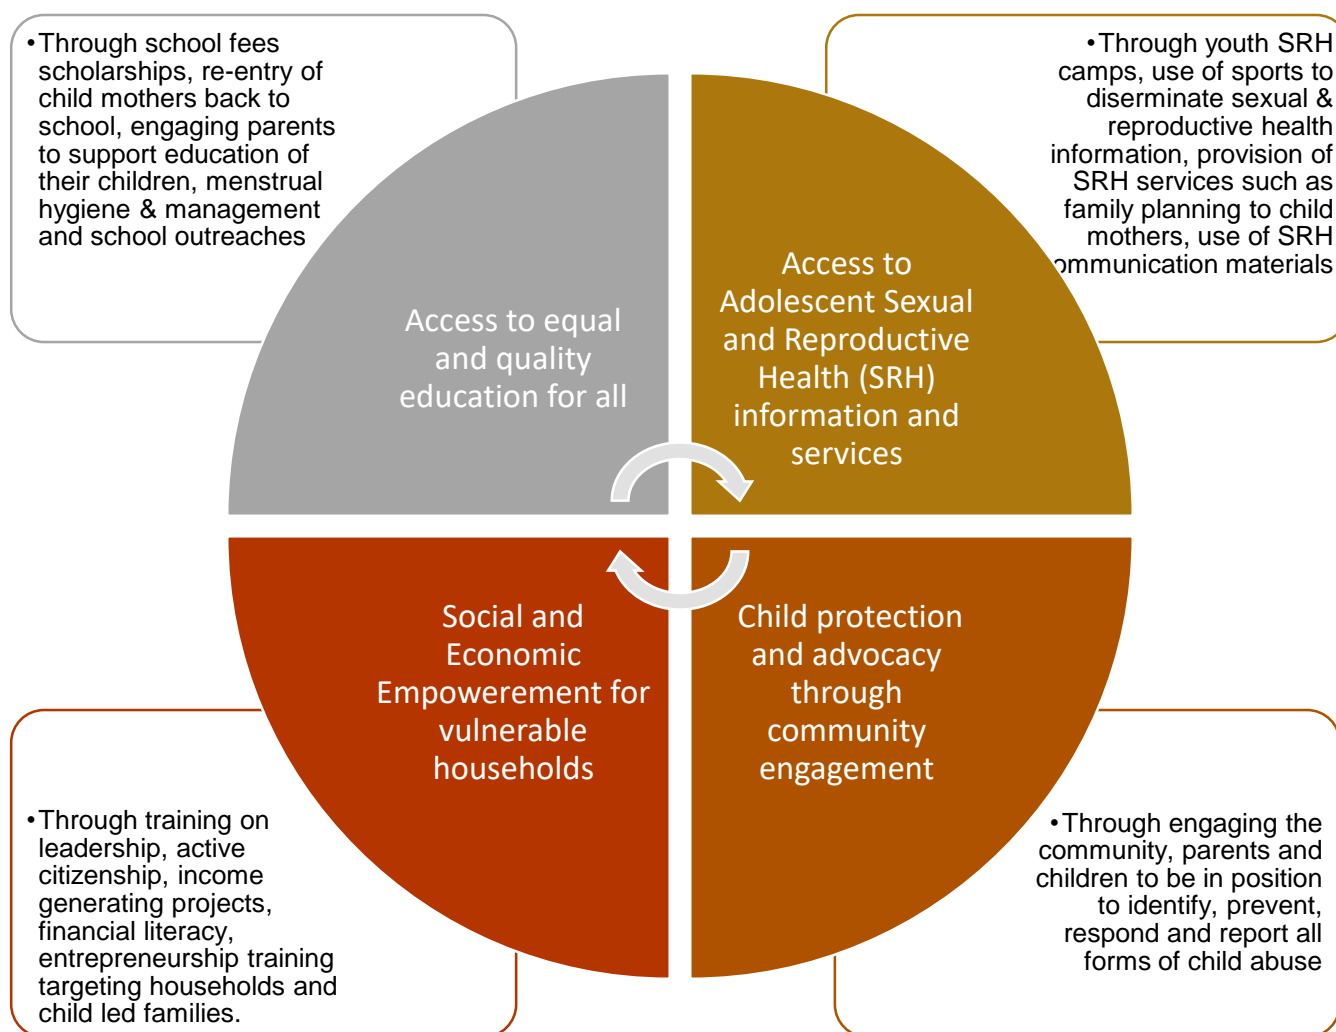 •Through school fees
scholarships, re-entry of
child mothers back to
school, engaging parents
to support education of
their children, menstrual
hygiene & management
and school outreaches
•Through youth SRH
camps, use of sports to
diserminate sexual &
reproductive health
information, provision of
SRH services such as
family planning to child
mothers, use of SRH
ommunication materials
Access to equal
and quality
education for all
Access to
Adolescent Sexual
and Reproductive
Health (SRH)
information and
services
Social and
Economic
Empowerement for
vulnerable
households
Child protection
and advocacy
through
community
engagement
•Through training on
leadership, active
citizenship, income
generating projects,
financial literacy,
entrepreneurship training
targeting households and
child led families.
•Through engaging the
community, parents and
children to be in position
to identify, prevent,
respond and report all
forms of child abuse